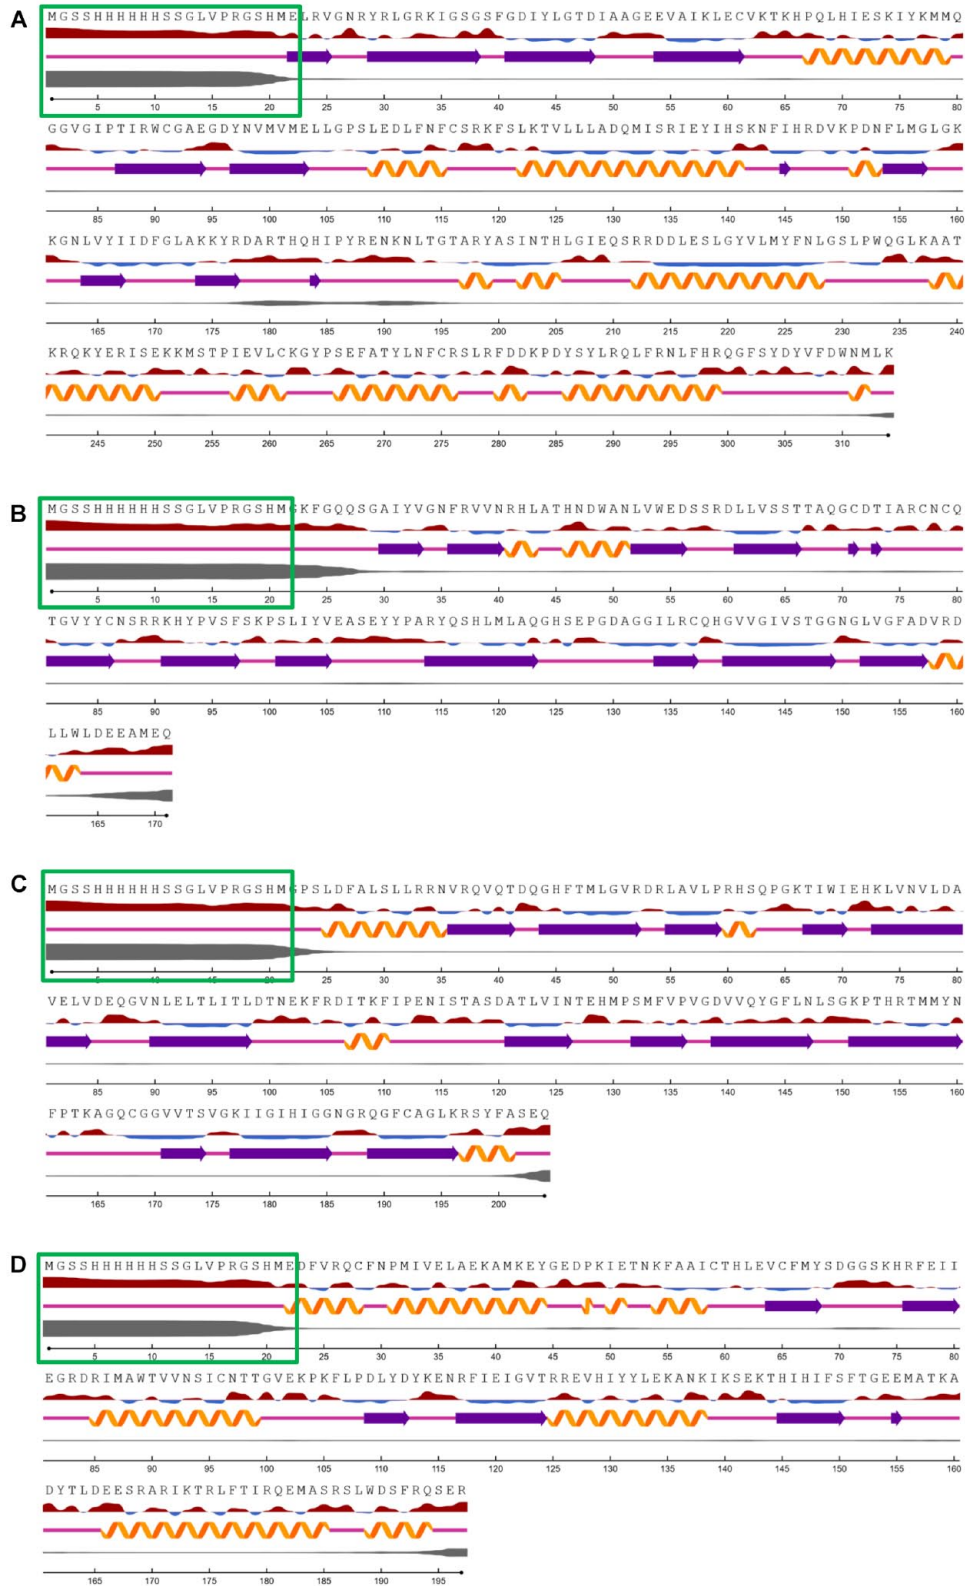 A
MGSSHHHHHHSSGLVPRGSHMELRVGNRYRLGRKIGSGSFGDIYLGTDIAAGEEVAIKLECVKTKHPQLHIESKIYKMMQ
5 10 15 20 25 30 35 40 45 50 55 60 65 70 75 80
GGVGIPTIRWCGAEGDYNVMVMELLGPSLEDLFNFCSRKFSLKTVLLLADQMISRIEYIHSKNFIHRDVKPDNFLMGLGK
85 90 95 100 105 110 115 120 125 130 135 140 145 150 155 160
KGNLVYIIDFGLAKKYRDARTHQHIPYRENKNLTGTARYASINTHLGIEQSRRDDLESLGYVLMYFNLGSLPWQGLKAAT
165 170 175 180 185 190 195 200 205 210 215 220 225 230 235 240
KRQKYERISEKKMSTPIEVLCKGYPSEFATYLNFCRSLRFDDKPDYSYLRQLFRNLFHRQGFSYDYVFDWNMLK
245 250 255 260 265 270 275 280 285 290 295 300 305 310
B
MGSSHHHHHHSSGLVPRGSHMGKFGQQSGAIYVGNFRVVNRHLATHNDWANLVWEDSSRDLLVSSTTAQGCDTIARCNCQ
5 10 15 20 25 30 35 40 45 50 55 60 65 70 75 80
TGVYYCNSRRKHYPVSFSKPSLIYVEASEYYPARYQSHLMLAQGHSEPGDAGGILRCQHGVVGIVSTGGNGLVGFADVRD
85 90 95 100 105 110 115 120 125 130 135 140 145 150 155 160
LLWLDEEAMEQ
165 170
C
MGSSHHHHHHSSGLVPRGSHMGPSLDFALSLLRRNVRQVQTDQGHFTMLGVRDRLAVLPRHSQPGKTIWIEHKLVNVLDA
5 10 15 20 25 30 35 40 45 50 55 60 65 70 75 80
VELVDEQGVNLELTLITLDTNEKFRDITKFIPENISTASDATLVINTEHMPSMFVPVGDVVQYGFLNLSGKPTHRTMMYN
85 90 95 100 105 110 115 120 125 130 135 140 145 150 155 160
FPTKAGQCGGVVTSVGKIIGIHIGGNGRQGFCAGLKRSYFASEQ
165 170 175 180 185 190 195 200
D
MGSSHHHHHHSSGLVPRGSHMEDFVRQCFNPMIVELAEKAMKEYGEDPKIETNKFAAICTHLEVCFMYSDGGSKHRFEII
5 10 15 20 25 30 35 40 45 50 55 60 65 70 75 80
EGRDRIMAWTVVNSICNTTGVEKPKFLPDLYDYKENRFIEIGVTRREVHIYYLEKANKIKSEKTHIHIFSFTGEEMATKA
85 90 95 100 105 110 115 120 125 130 135 140 145 150 155 160
DYTLDEESRARIKTRLFTIRQEMASRSLWDSFRQSER
165 170 175 180 185 190 195